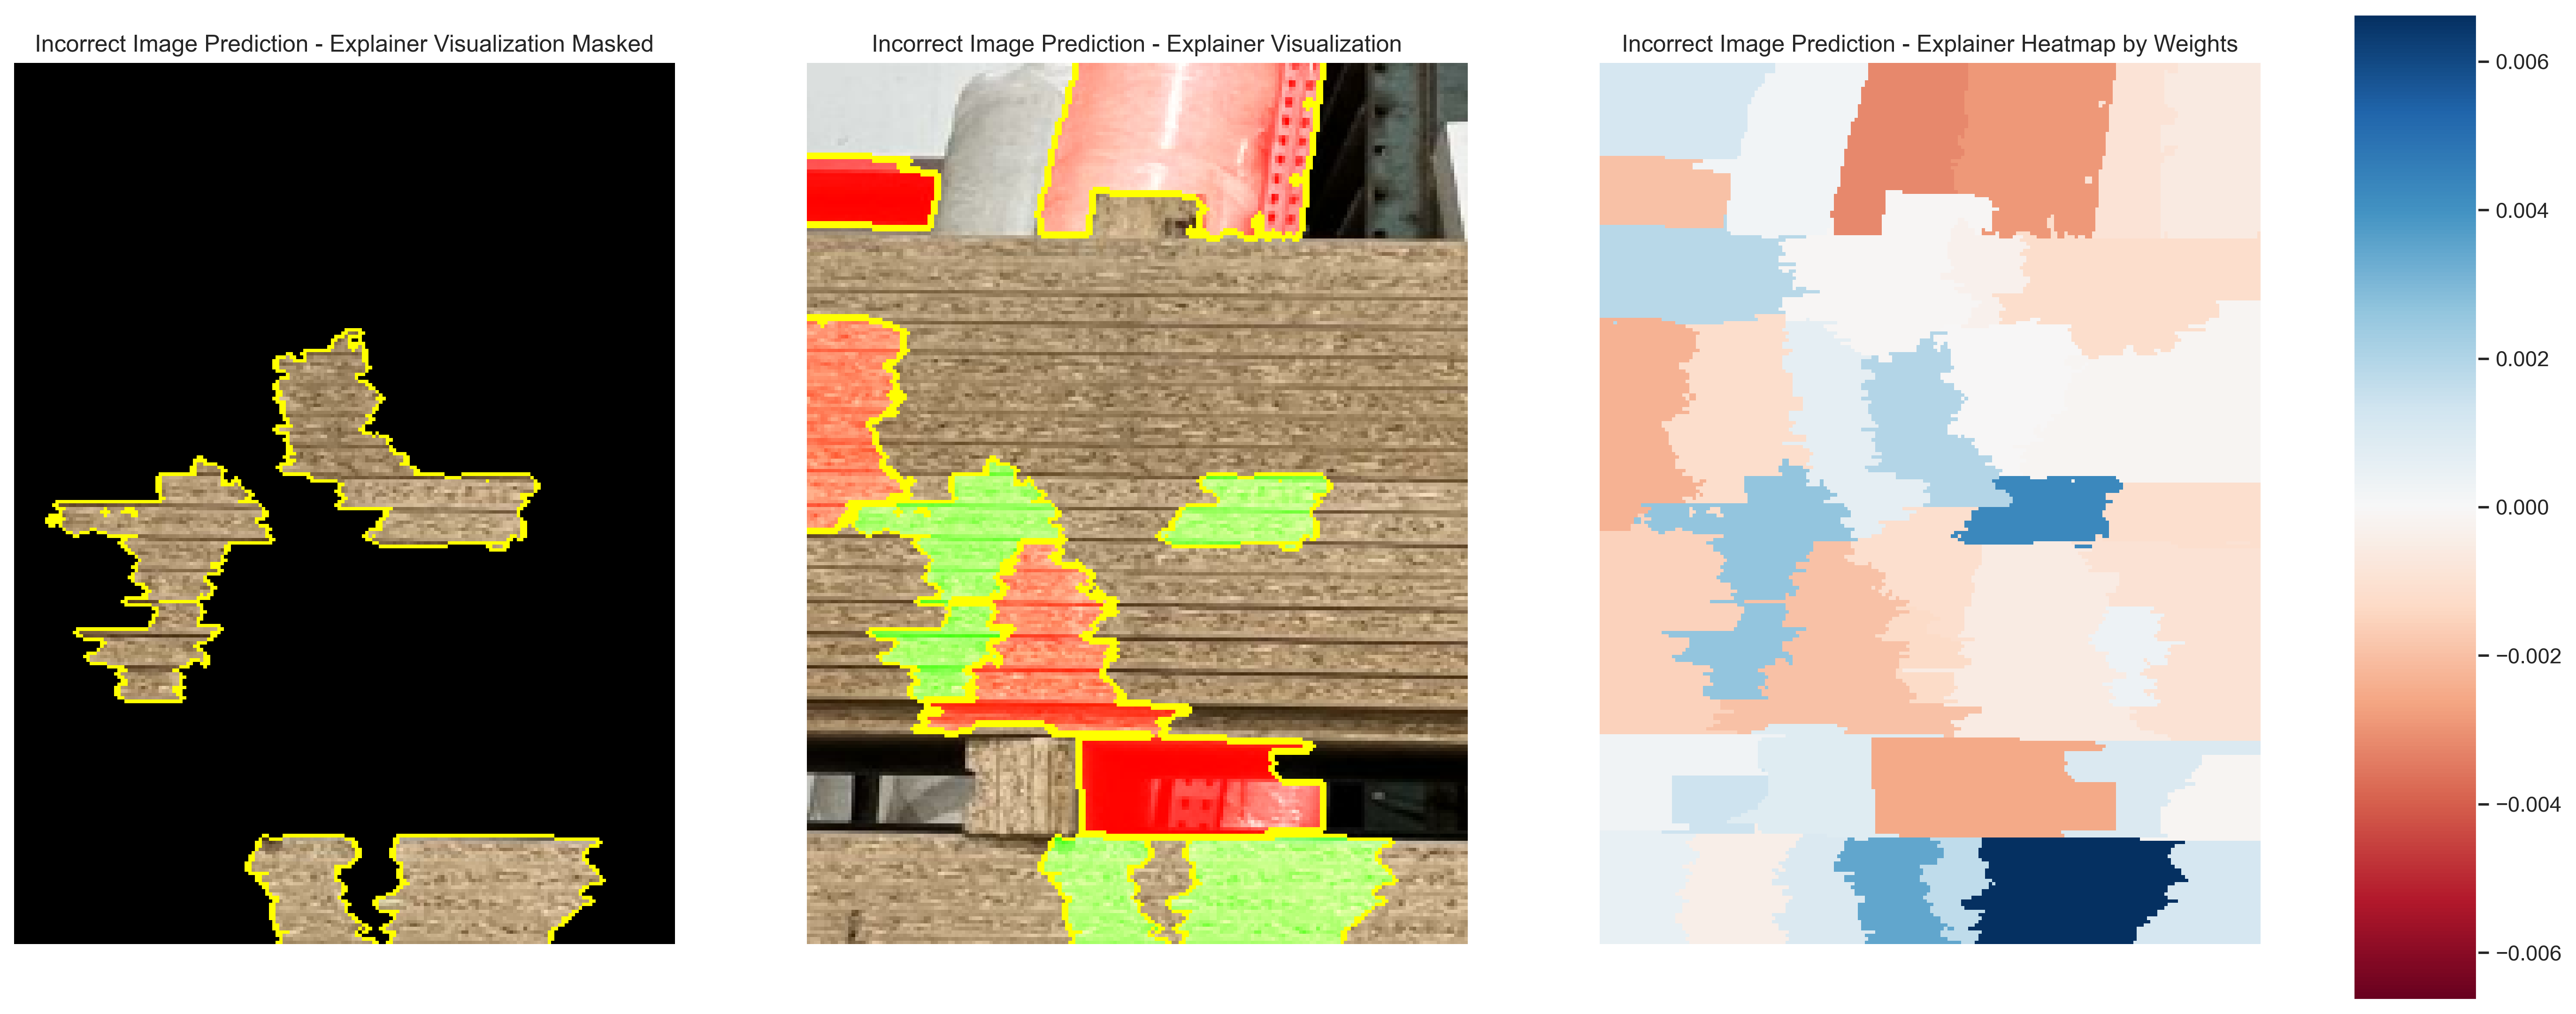 Incorrect Image Prediction - Explainer Visualization Masked
Incorrect Image Prediction - Explainer Visualization
Incorrect Image Prediction - Explainer Heatmap by Weights
0.006
0.004
0.002
0.000
−0.002
−0.004
−0.006